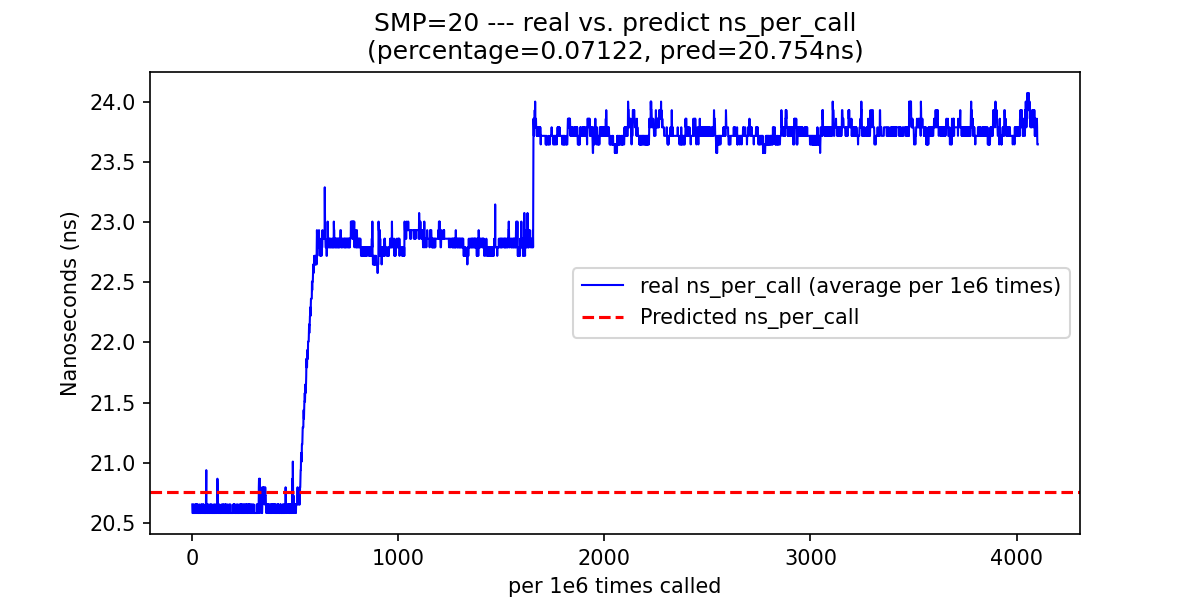 SMP=20 --- real vs. predict ns_per_call
(percentage=0.07122, pred=20.754ns)
Nanoseconds (ns)
24.0
23.5
23.0
22.5
22.0
21.5
21.0
20.5
real ns_per_call (average per 1e6 times)
Predicted ns_per_call
0
1000
2000
3000
4000
per 1e6 times called